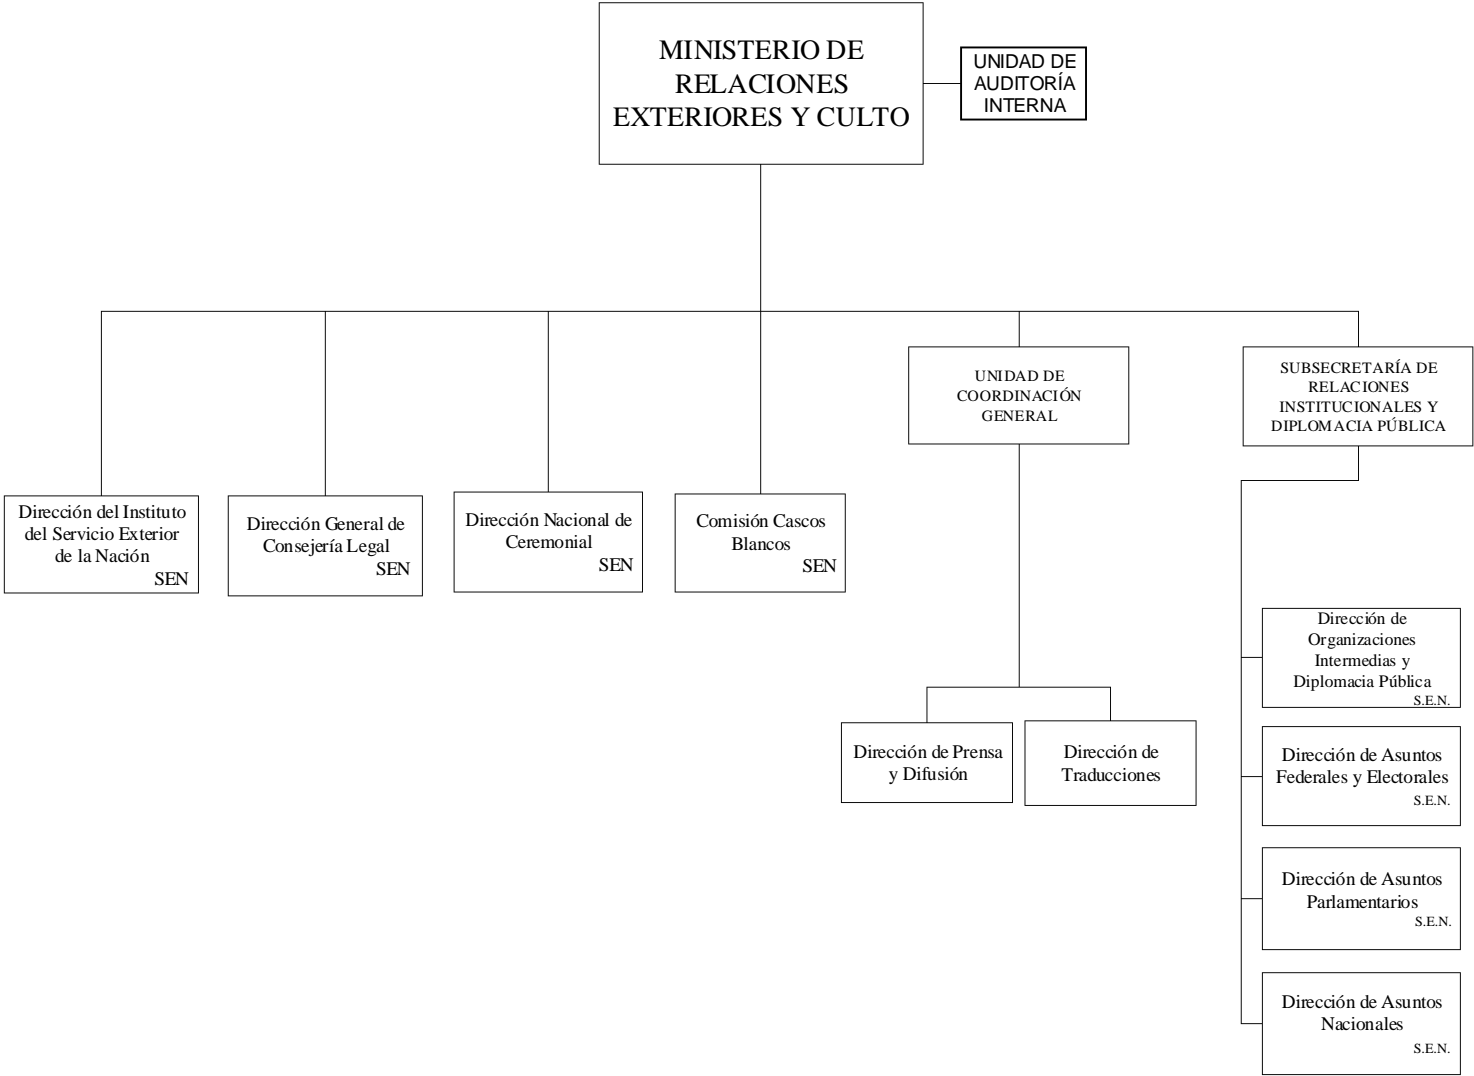 MINISTERIO DE
RELACIONES
EXTERIORES Y CULTO
UNIDAD DE
AUDITORÍA
INTERNA
UNIDAD DE
COORDINACIÓN
GENERAL
SUBSECRETARÍA DE
RELACIONES
INSTITUCIONALES Y
DIPLOMACIA PÚBLICA
Dirección del Instituto
del Servicio Exterior
de la Nación
SEN
Dirección General de
Consejería Legal
SEN
Dirección Nacional de
Ceremonial
SEN
Comisión Cascos
Blancos
SEN
Dirección de Prensa
y Difusión
Dirección de
Traducciones
Dirección de
Organizaciones
Intermedias y
Diplomacia Pública
S.E.N.
Dirección de Asuntos
Federales y Electorales
S.E.N.
Dirección de Asuntos
Parlamentarios
S.E.N.
Dirección de Asuntos
Nacionales
S.E.N.